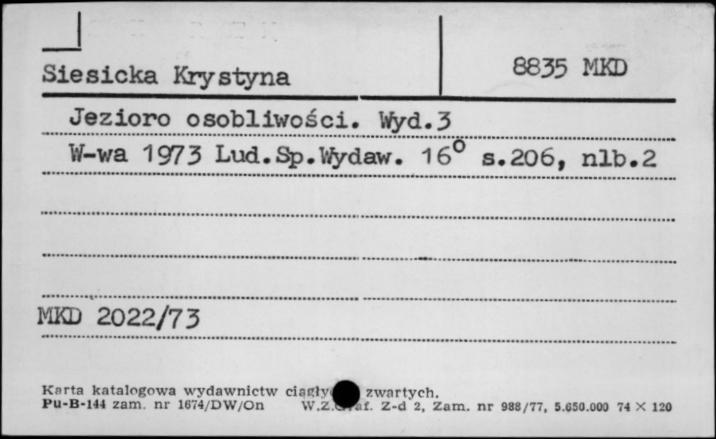 Siesicka Krystyna 8835 MKD
Jezioro osobliwości. Wyd.3
W-wa 1973 Lud.Sp.Wydaw. 16° s.206, nlb.2
MKD 2022/73
Karta katalogowa wydawnictw zwartych.
Pu-B-144 zam. nr 1674/DW/On Z-d 2, Zam. nr 988/77, 5.650.000 74 × 120